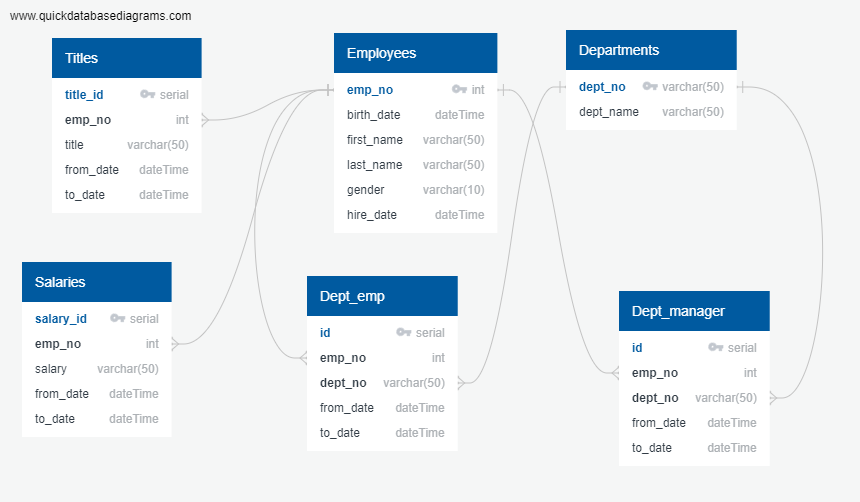 www.quickdatabasediagrams.com
Titles
title_id serial
emp_no int
title varchar(50)
from_date dateTime
to_date dateTime
Employees
emp_no int
birth_date dateTime
first_name varchar(50)
last_name varchar(50)
gender varchar(10)
hire_date dateTime
Departments
dept_no varchar(50)
dept_name varchar(50)
Salaries
salary_id serial
emp_no int
salary varchar(50)
from_date dateTime
to_date dateTime
Dept_emp
id serial
emp_no int
dept_no varchar(50)
from_date dateTime
to_date dateTime
Dept_manager
id serial
emp_no int
dept_no varchar(50)
from_date dateTime
to_date dateTime